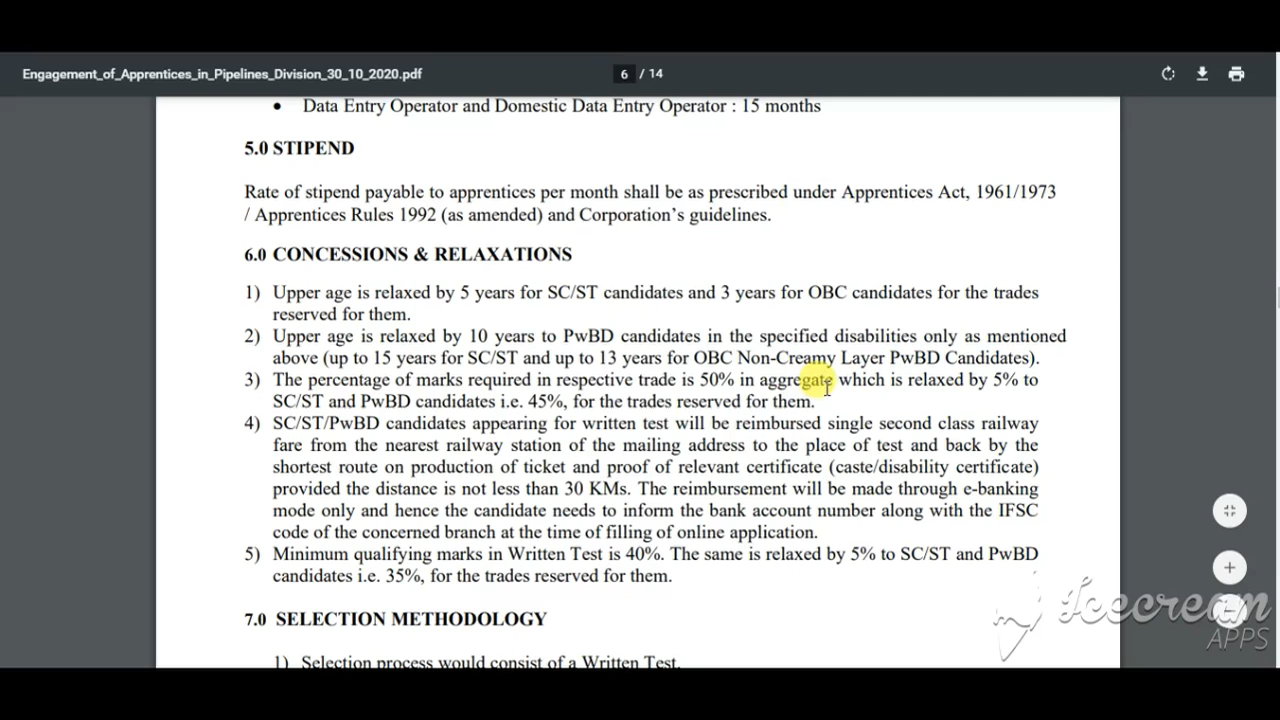 Engagement_of_Apprentices_in_Pipelines_Division_30_10_2020.pdf
6 / 14
• Data Entry Operator and Domestic Data Entry Operator : 15 months
5.0 STIPEND
Rate of stipend payable to apprentices per month shall be as prescribed under Apprentices Act, 1961/1973
/ Apprentices Rules 1992 (as amended) and Corporation's guidelines.
6.0 CONCESSIONS & RELAXATIONS
1) Upper age is relaxed by 5 years for SC/ST candidates and 3 years for OBC candidates for the trades
reserved for them.
2) Upper age is relaxed by 10 years to PwBD candidates in the specified disabilities only as mentioned
above (up to 15 years for SC/ST and up to 13 years for OBC Non-Creamy Layer PwBD Candidates).
3) The percentage of marks required in respective trade is 50% in aggregate which is relaxed by 5% to
SC/ST and PwBD candidates i.e. 45%, for the trades reserved for them.
4) SC/ST/PwBD candidates appearing for written test will be reimbursed single second class railway
fare from the nearest railway station of the mailing address to the place of test and back by the
shortest route on production of ticket and proof of relevant certificate (caste/disability certificate)
provided the distance is not less than 30 KMs. The reimbursement will be made through e-banking
mode only and hence the candidate needs to inform the bank account number along with the IFSC
code of the concerned branch at the time of filling of online application.
5) Minimum qualifying marks in Written Test is 40%. The same is relaxed by 5% to SC/ST and PwBD
candidates i.e. 35%, for the trades reserved for them.
7.0 SELECTION METHODOLOGY
1) Selection process would consist of a Written Test.
Icecream
APPS